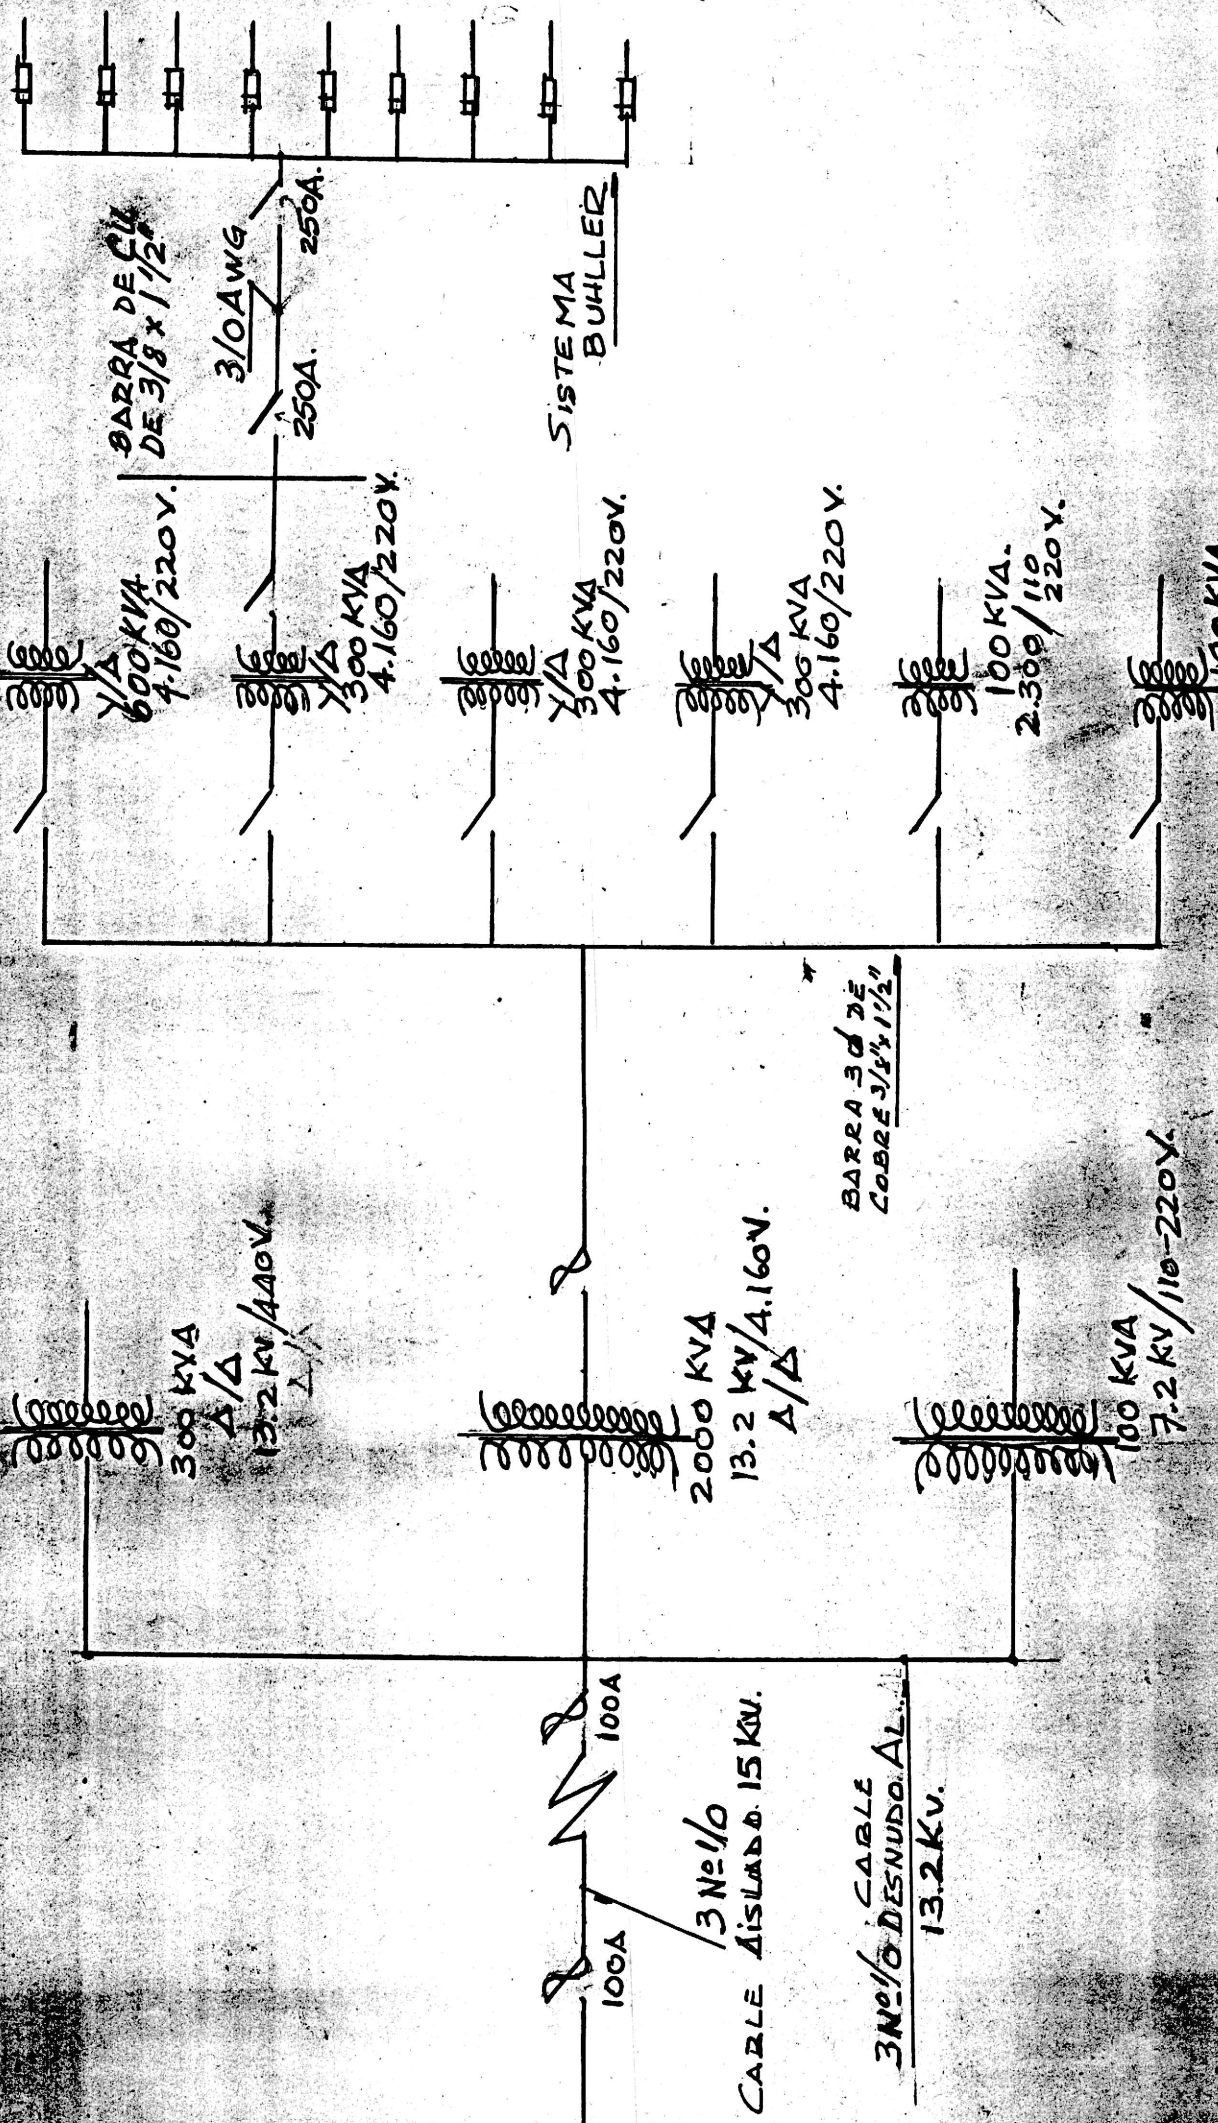 BARRA DE CU
DE 3/8 x 1 1/2"
3/0 AWG
250A.
250A.
SISTEMA
BUHLLER
Y/Δ
600 KVA
4.160/220V.
Y/Δ
300 KVA
4.160/220V.
Y/Δ
300 KVA
4.160/220V.
Y/Δ
300 KVA
4.160/220V.
100 KVA.
2.300/110
220V.
KVA
BARRA 3Ø DE
COBRE 3/8"x 1 1/2"
300 KVA
Δ/Δ
13.2 KV/440V.
2000 KVA
13.2 KV/4.160V.
Δ/Δ
100 KVA
7.2 KV/110-220V.
100A
100A
3 Nº 1/0
CABLE AISLADO 15 KV.
CABLE
3 Nº 1/0 DESNUDO AL.
13.2 KV.